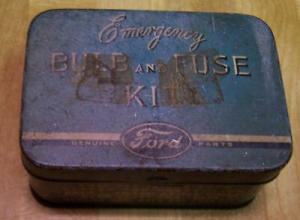 Emergency
BULB AND FUSE
KIT
GENUINE Ford PARTS